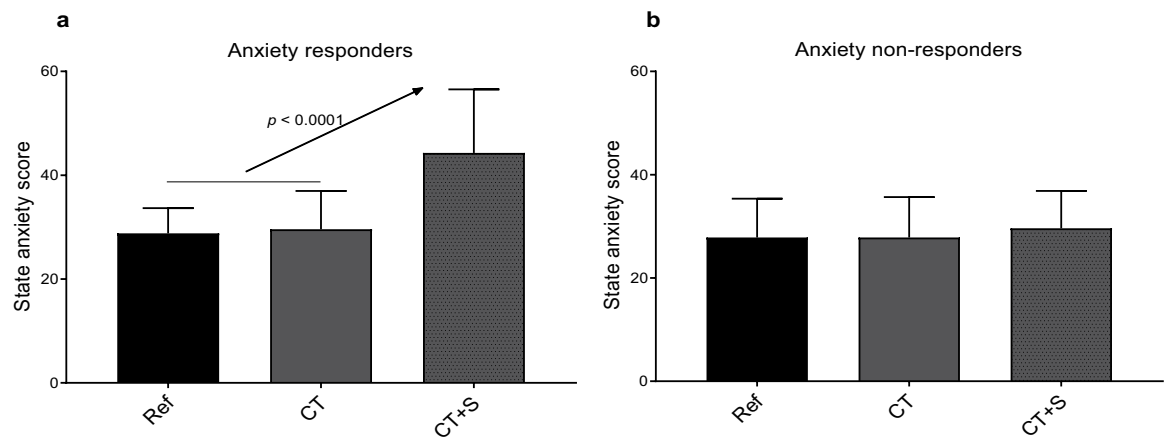 a
Anxiety responders
State anxiety score
60
40
20
0
p < 0.0001
Ref
CT
CT+S
b
Anxiety non-responders
State anxiety score
60
40
20
0
Ref
CT
CT+S